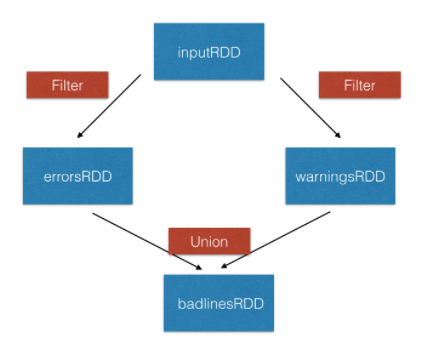 inputRDD
Filter
Filter
errorsRDD
warningsRDD
Union
badlinesRDD